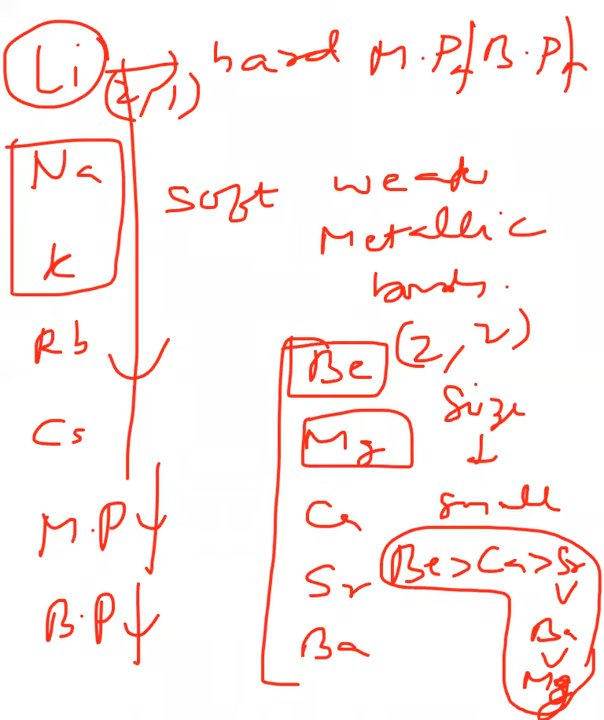 Li (2,1) hard M.P↑ B.P↑
Na
K
soft weak
Metallic
bonds.
Rb
Cs
M.P↓
B.P↓
Be (2,2)
Mg
Ca
Sr
Ba
Size
↓
small
Be>Ca>Sr
>
Ba
>
Mg